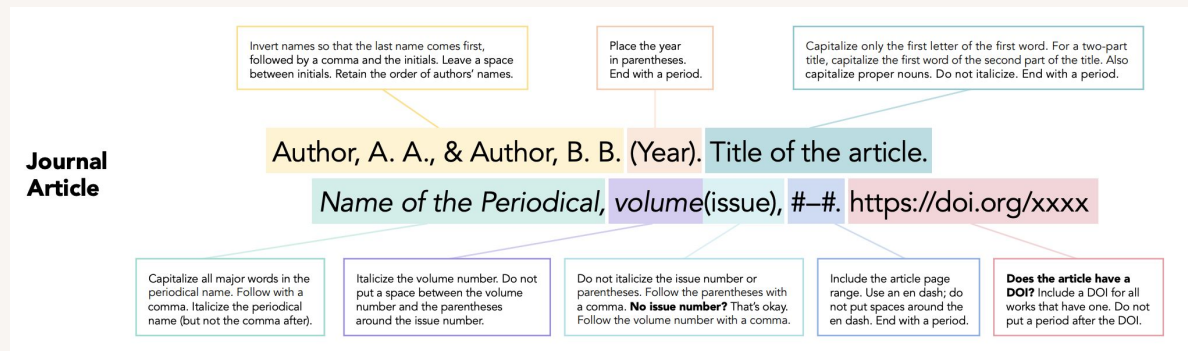 Invert names so that the last name comes first,
followed by a comma and the initials. Leave a space
between initials. Retain the order of authors’ names.
Place the year
in parentheses.
End with a period.
Capitalize only the first letter of the first word. For a two-part
title, capitalize the first word of the second part of the title. Also
capitalize proper nouns. Do not italicize. End with a period.
Journal
Article
Author, A. A., & Author, B. B. (Year). Title of the article.
Name of the Periodical, volume(issue), #–#. https://doi.org/xxxx
Capitalize all major words in the
periodical name. Follow with a
comma. Italicize the periodical
name (but not the comma after).
Italicize the volume number. Do not
put a space between the volume
number and the parentheses
around the issue number.
Do not italicize the issue number or
parentheses. Follow the parentheses with
a comma. No issue number? That’s okay.
Follow the volume number with a comma.
Include the article page
range. Use an en dash; do
not put spaces around the
en dash. End with a period.
Does the article have a
DOI? Include a DOI for all
works that have one. Do not
put a period after the DOI.